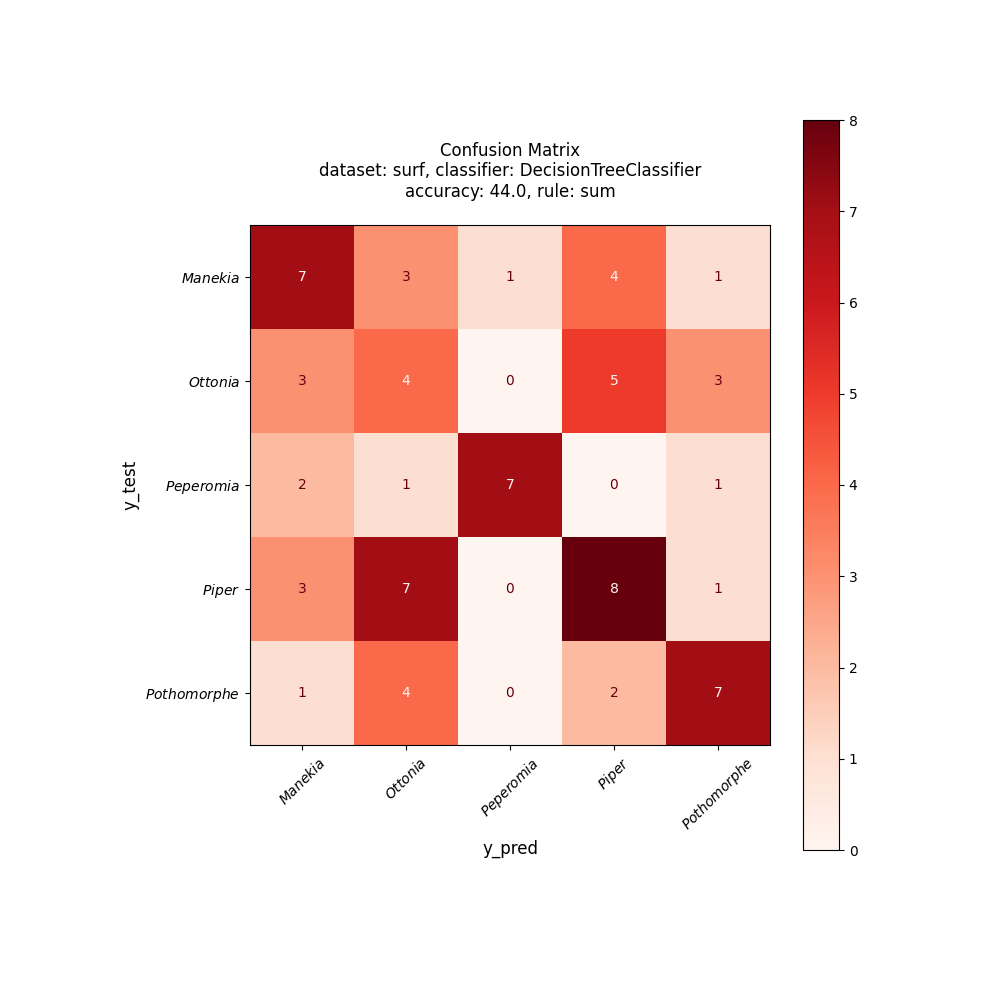 Confusion Matrix
dataset: surf, classifier: DecisionTreeClassifier
accuracy: 44.0, rule: sum
8
7
6
5
4
3
2
1
0
y_test
Manekia 7 3 1 4 1
Ottonia 3 4 0 5 3
Peperomia 2 1 7 0 1
Piper 3 7 0 8 1
Pothomorphe 1 4 0 2 7
Manekia Ottonia Peperomia Piper Pothomorphe
y_pred